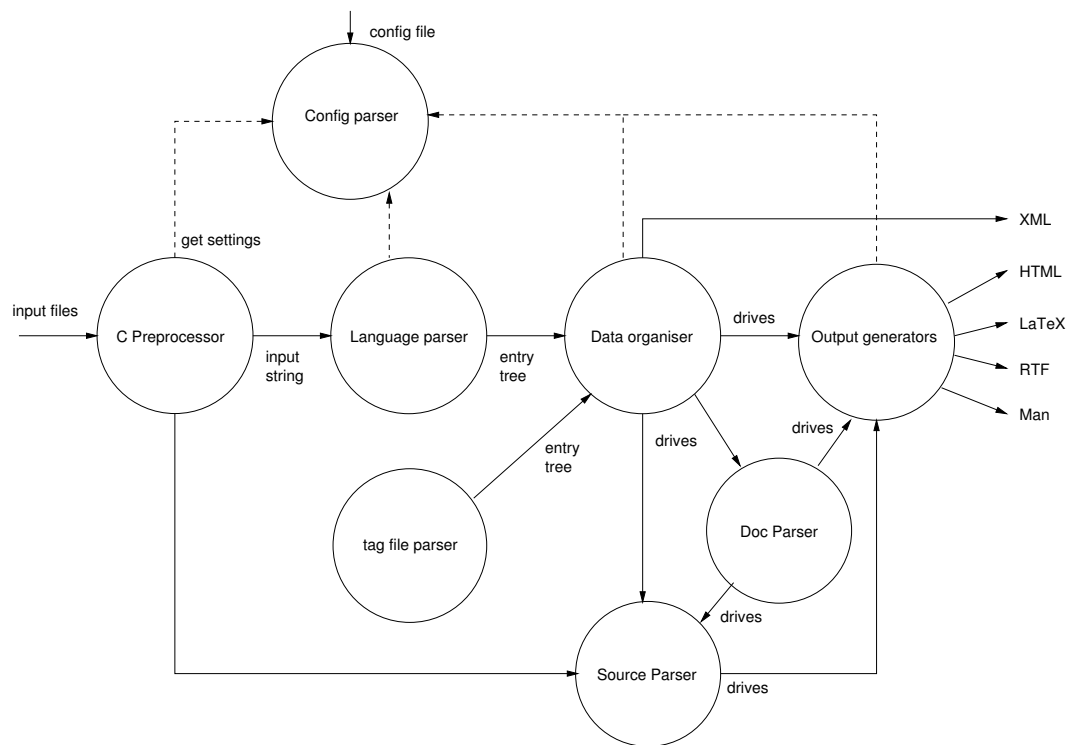 config file
Config parser
get settings
XML
HTML
input files
C Preprocessor
input
string
Language parser
entry
tree
Data organiser
drives
Output generators
LaTeX
RTF
Man
drives
drives
entry
tree
tag file parser
Doc Parser
drives
Source Parser
drives